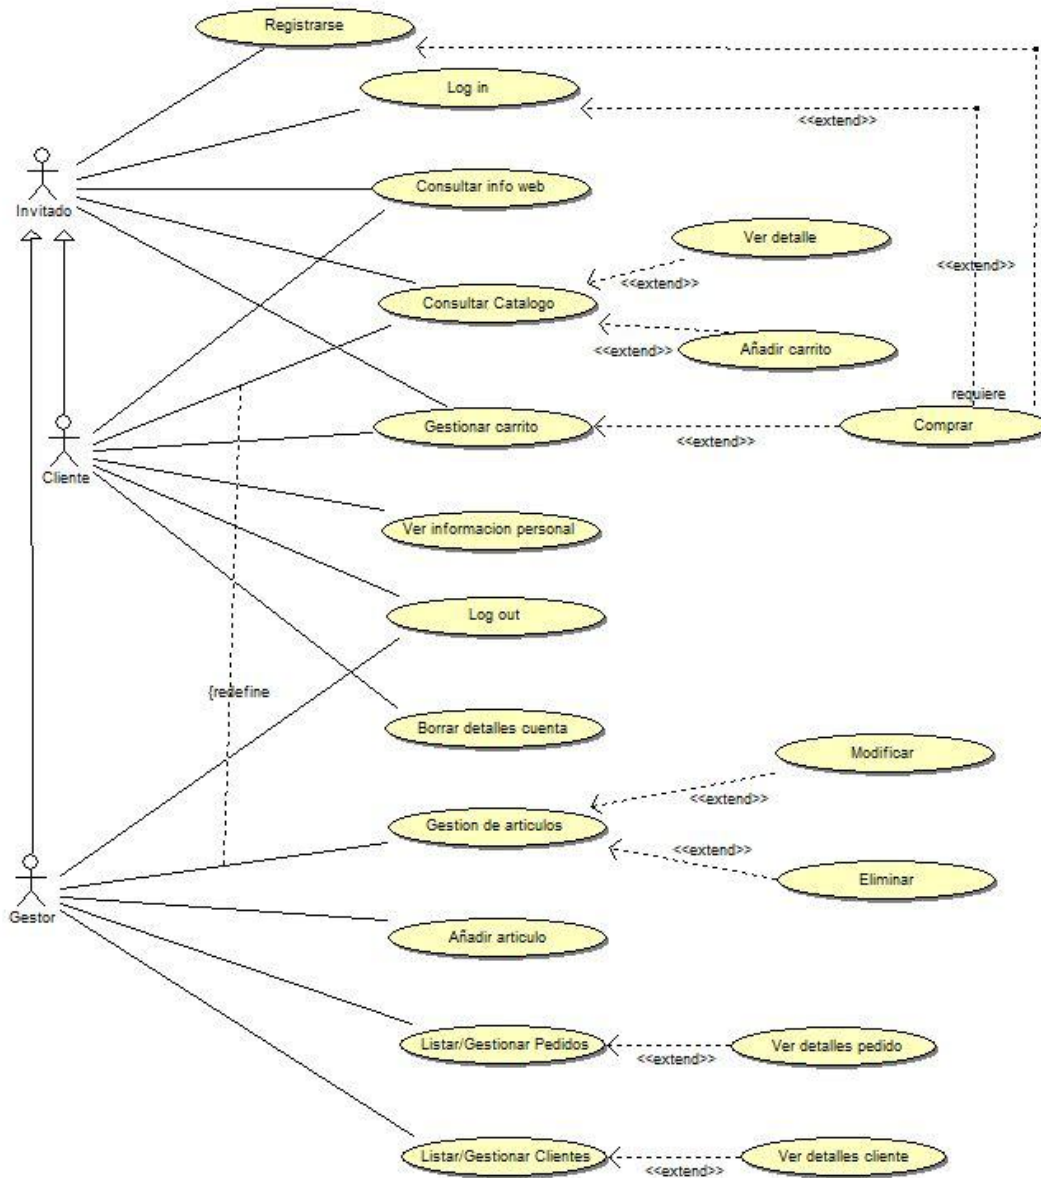 Registrarse
Log in
<<extend>>
Consultar info web
Invitado
Ver detalle
<<extend>>
<<extend>>
Consultar Catalogo
<<extend>>
Añadir carrito
requiere
Gestionar carrito
<<extend>>
Comprar
Cliente
Ver informacion personal
Log out
{redefine
Borrar detalles cuenta
Modificar
<<extend>>
Gestion de articulos
<<extend>>
Eliminar
Gestor
Añadir articulo
Listar/Gestionar Pedidos
<<extend>>
Ver detalles pedido
Listar/Gestionar Clientes
<<extend>>
Ver detalles cliente